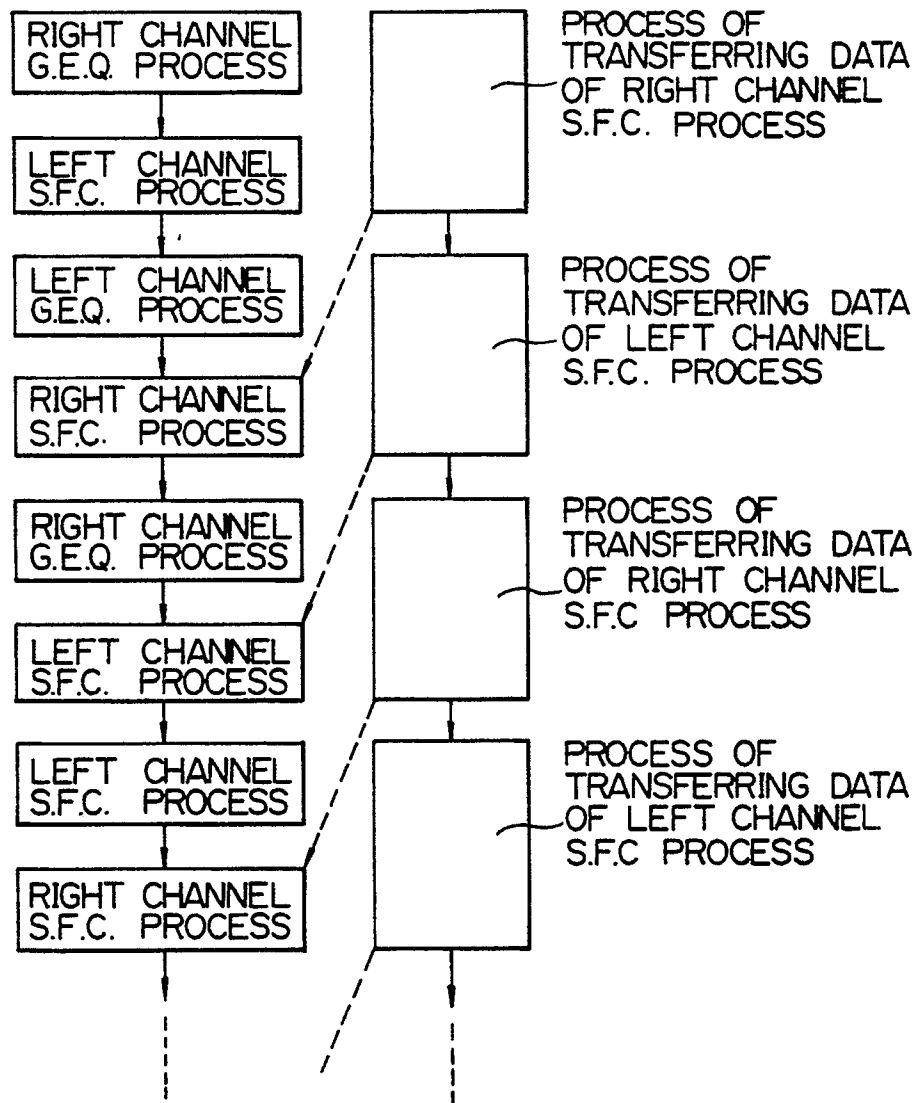 RIGHT CHANNEL
G.E.Q. PROCESS
LEFT CHANNEL
S.F.C. PROCESS
LEFT CHANNEL
G.E.Q. PROCESS
RIGHT CHANNEL
S.F.C. PROCESS
RIGHT CHANNEL
G.E.Q. PROCESS
LEFT CHANNEL
S.F.C. PROCESS
LEFT CHANNEL
S.F.C. PROCESS
RIGHT CHANNEL
S.F.C. PROCESS
PROCESS OF
TRANSFERRING DATA
OF RIGHT CHANNEL
S.F.C. PROCESS
PROCESS OF
TRANSFERRING DATA
OF LEFT CHANNEL
S.F.C. PROCESS
PROCESS OF
TRANSFERRING DATA
OF RIGHT CHANNEL
S.F.C PROCESS
PROCESS OF
TRANSFERRING DATA
OF LEFT CHANNEL
S.F.C PROCESS